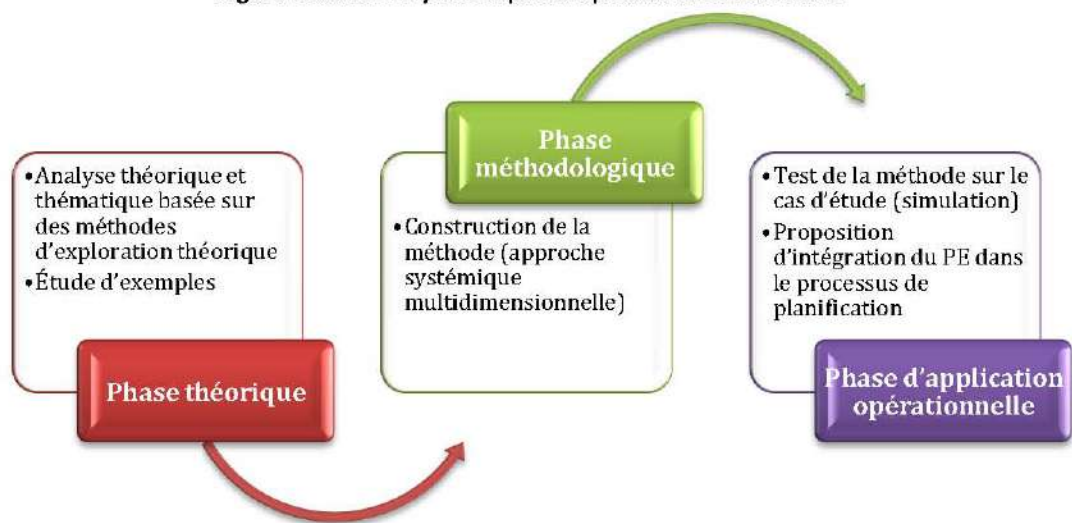 •Analyse théorique et
thématique basée sur
des méthodes
d'exploration théorique
•Étude d'exemples
Phase théorique
Phase
méthodologique
•Construction de la
méthode (approche
systémique
multidimensionnelle)
•Test de la méthode sur le
cas d'étude (simulation)
•Proposition
d'intégration du PE dans
le processus de
planification
Phase d'application
opérationnelle